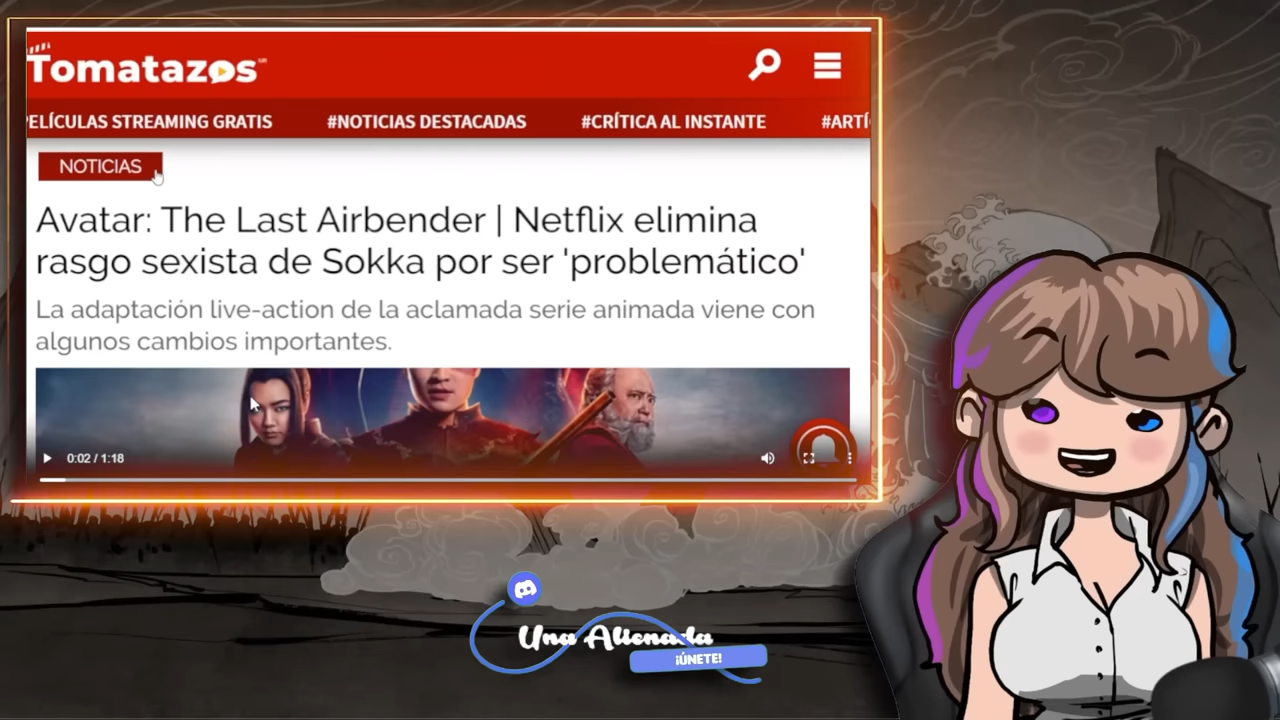 Tomatazos
PELÍCULAS STREAMING GRATIS #NOTICIAS DESTACADAS #CRÍTICA AL INSTANTE #ARTÍ
NOTICIAS
Avatar: The Last Airbender | Netflix elimina
rasgo sexista de Sokka por ser 'problemático'
La adaptación live-action de la aclamada serie animada viene con
algunos cambios importantes.
0:02 / 1:18
Una Alienada
¡ÚNETE!